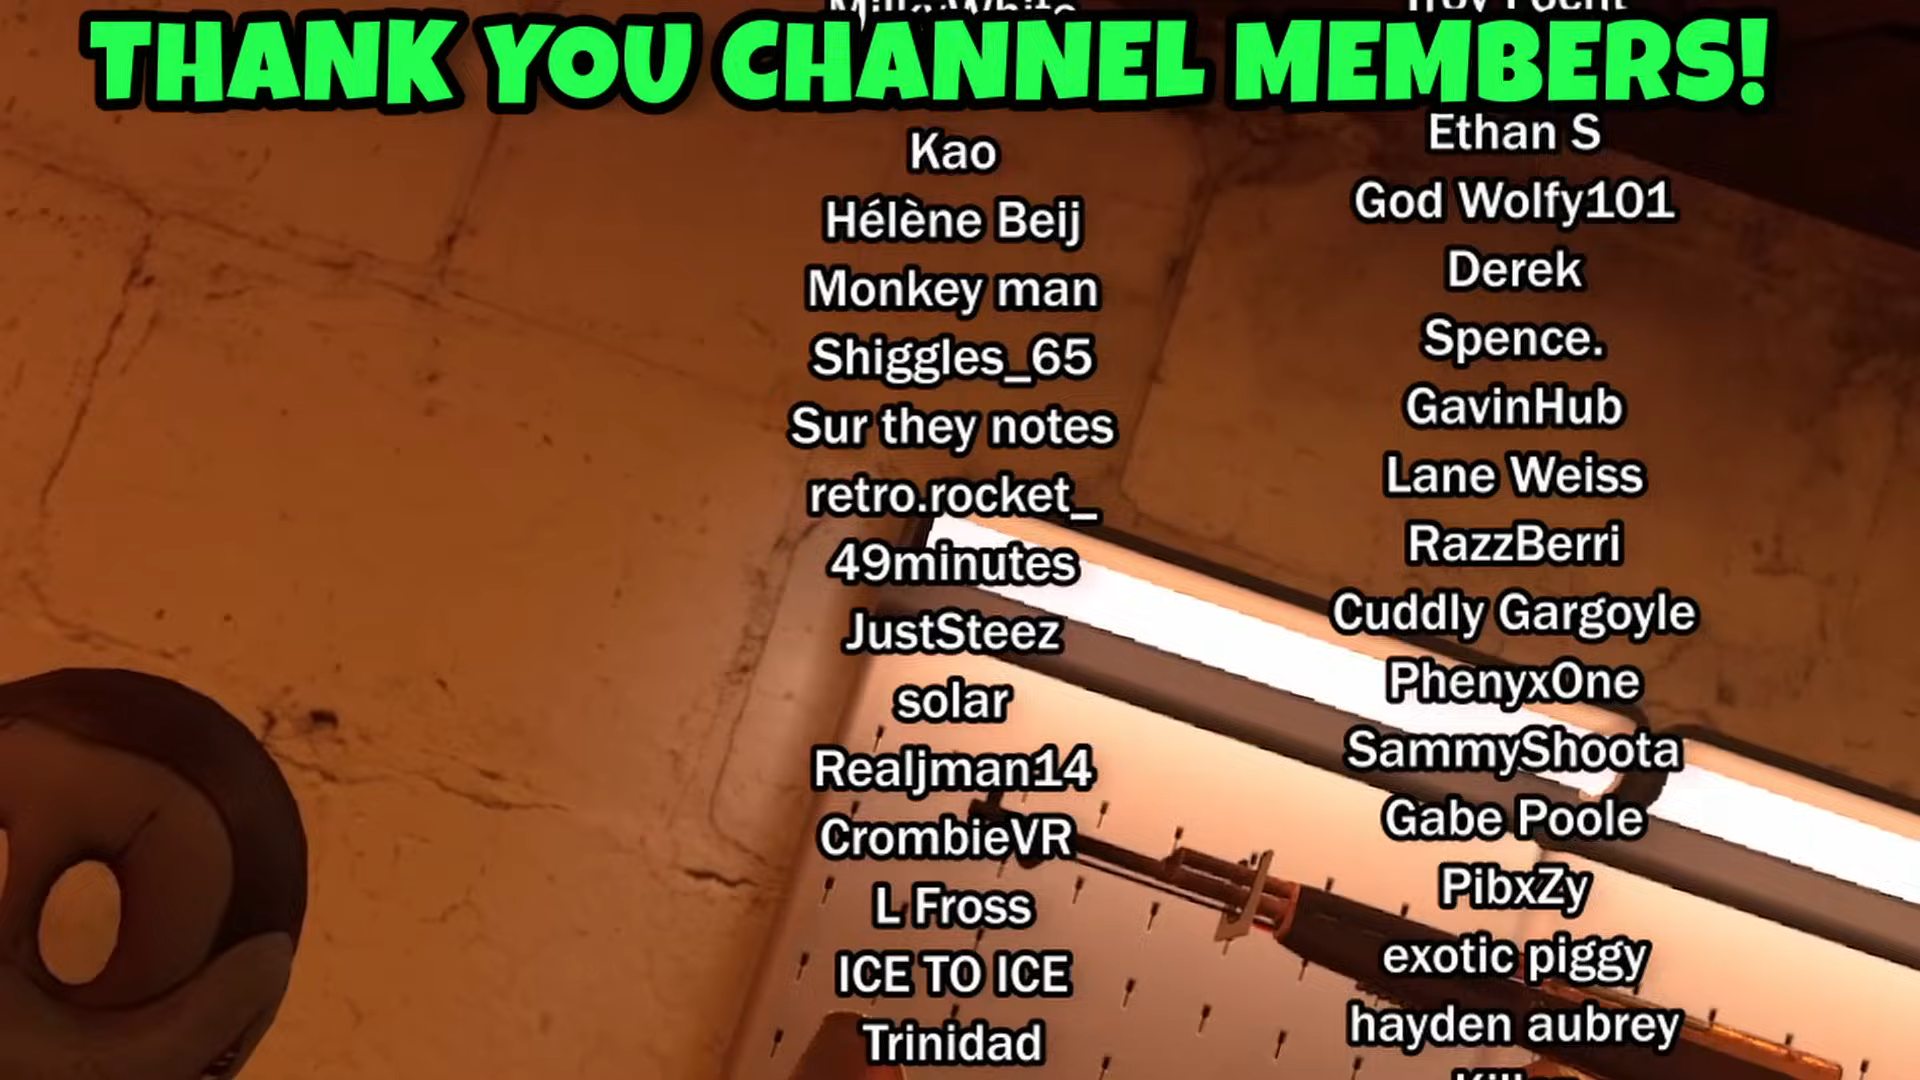 THANK YOU CHANNEL MEMBERS!
Kao
Hélène Beij
Monkey man
Shiggles_65
Sur they notes
retro.rocket_
49minutes
JustSteez
solar
Realjman14
CrombieVR
L Fross
ICE TO ICE
Trinidad
Ethan S
God Wolfy101
Derek
Spence.
GavinHub
Lane Weiss
RazzBerri
Cuddly Gargoyle
PhenyxOne
SammyShoota
Gabe Poole
PibxZy
exotic piggy
hayden aubrey